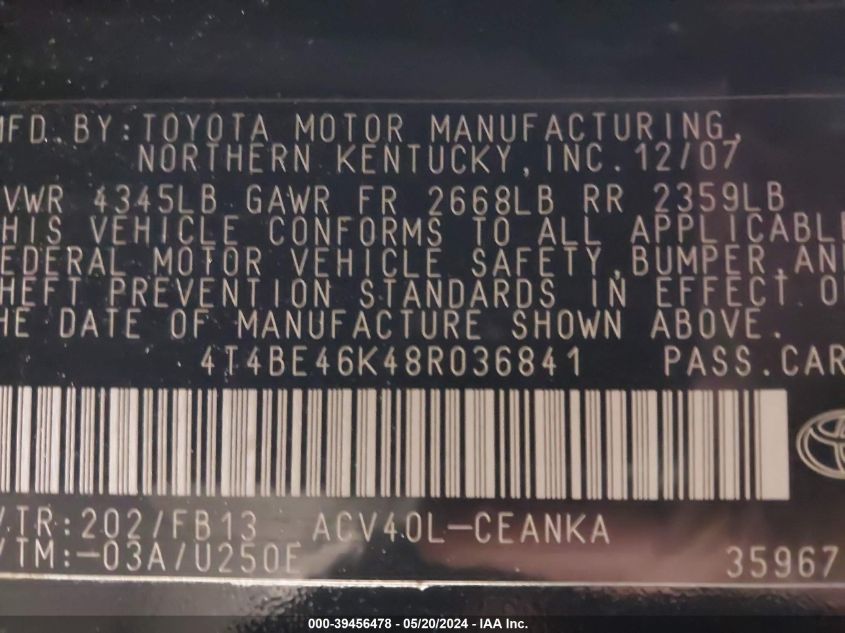 MFD. BY: TOYOTA MOTOR MANUFACTURING,
NORTHERN KENTUCKY, INC. 12/07
VWR 4345LB GAWR FR 2668LB RR 2359LB
HIS VEHICLE CONFORMS TO ALL APPLICABLE
EDERAL MOTOR VEHICLE SAFETY, BUMPER, AN
HEFT PREVENTION STANDARDS IN EFFECT O
HE DATE OF MANUFACTURE SHOWN ABOVE.
4T4BE46K48R036841 PASS.CAR
/TR:202/FB13 ACV40L-CEANKA
/TM:-03A/U250E 35967
000-39456478 - 05/20/2024 - IAA Inc.